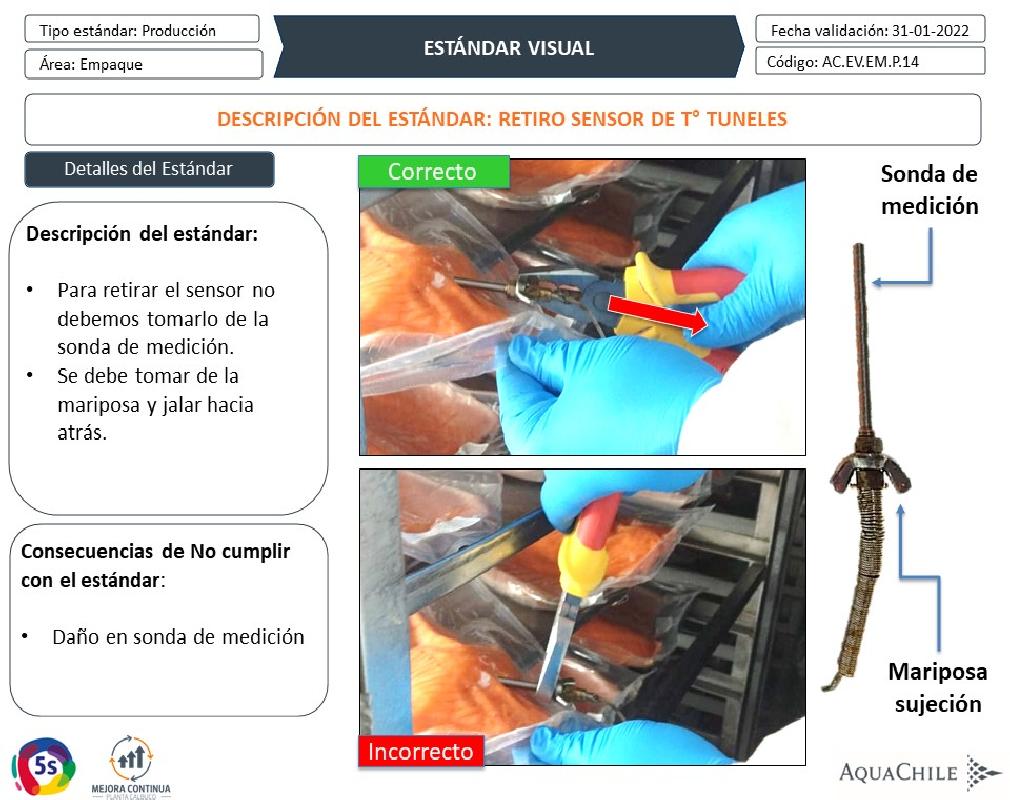 Tipo estándar: Producción
Área: Empaque
ESTÁNDAR VISUAL
Fecha validación: 31-01-2022
Código: AC.EV.EM.P.14
DESCRIPCIÓN DEL ESTÁNDAR: RETIRO SENSOR DE T° TUNELES
Detalles del Estándar
Descripción del estándar:
• Para retirar el sensor no
debemos tomarlo de la
sonda de medición.
• Se debe tomar de la
mariposa y jalar hacia
atrás.
Consecuencias de No cumplir
con el estándar:
• Daño en sonda de medición
Correcto
Incorrecto
Sonda de
medición
Mariposa
sujeción
5s
MEJORA CONTINUA
PLANTA CALBUCO
AQUACHILE